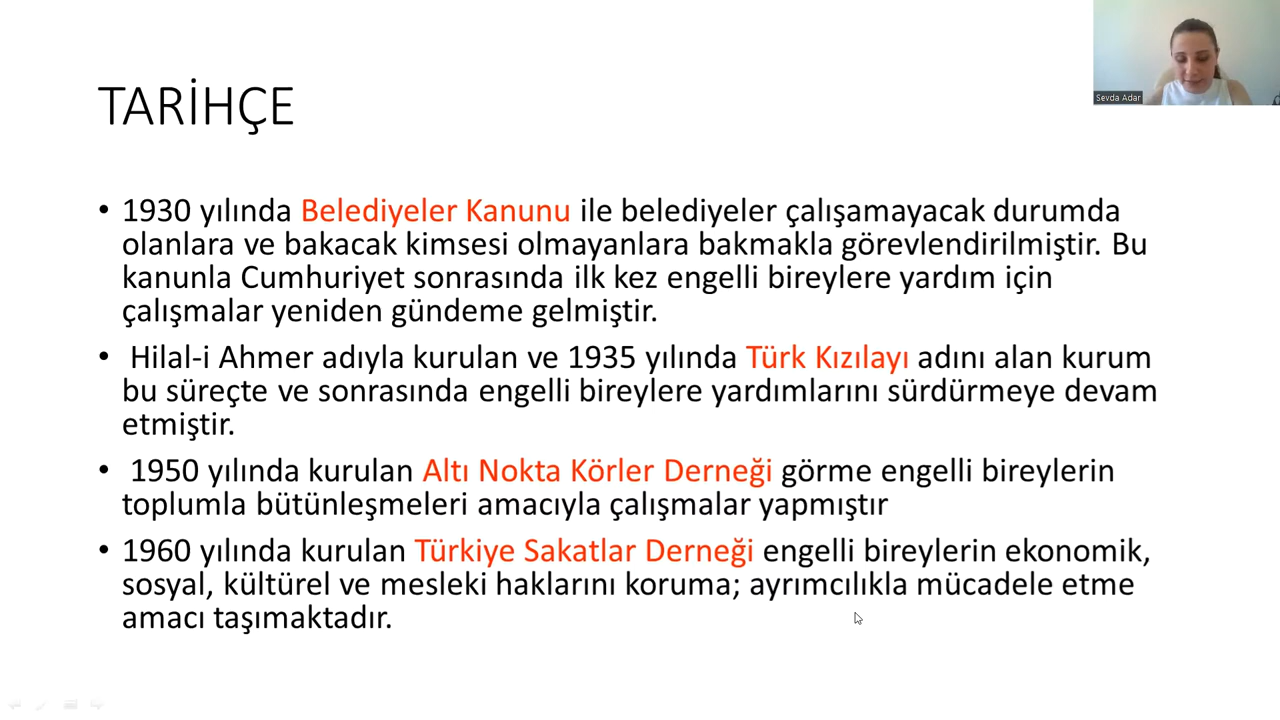 Sevda Adar
TARİHÇE
• 1930 yılında Belediyeler Kanunu ile belediyeler çalışamayacak durumda
olanlara ve bakacak kimsesi olmayanlara bakmakla görevlendirilmiştir. Bu
kanunla Cumhuriyet sonrasında ilk kez engelli bireylere yardım için
çalışmalar yeniden gündeme gelmiştir.
• Hilal-i Ahmer adıyla kurulan ve 1935 yılında Türk Kızılayı adını alan kurum
bu süreçte ve sonrasında engelli bireylere yardımlarını sürdürmeye devam
etmiştir.
• 1950 yılında kurulan Altı Nokta Körler Derneği görme engelli bireylerin
toplumla bütünleşmeleri amacıyla çalışmalar yapmıştır
• 1960 yılında kurulan Türkiye Sakatlar Derneği engelli bireylerin ekonomik,
sosyal, kültürel ve mesleki haklarını koruma; ayrımcılıkla mücadele etme
amacı taşımaktadır.